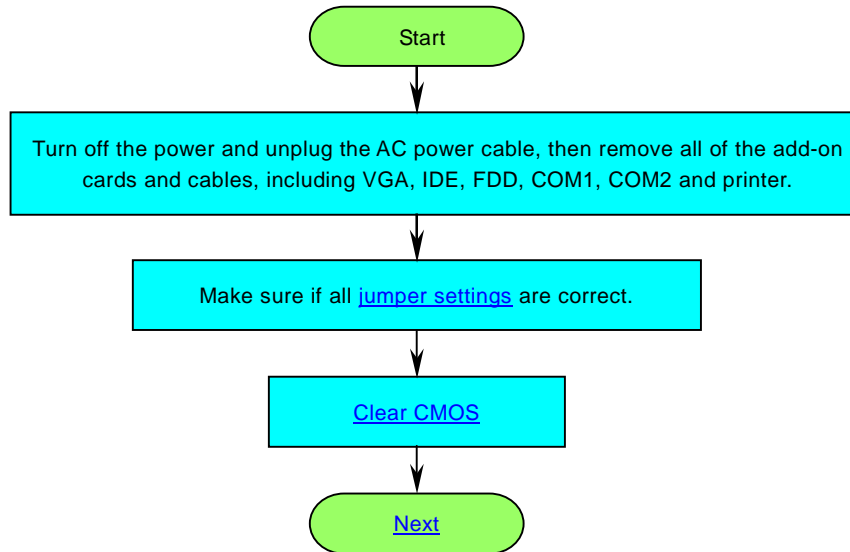 Start
Turn off the power and unplug the AC power cable, then remove all of the add-on
cards and cables, including VGA, IDE, FDD, COM1, COM2 and printer.
Make sure if all jumper settings are correct.
Clear CMOS
Next